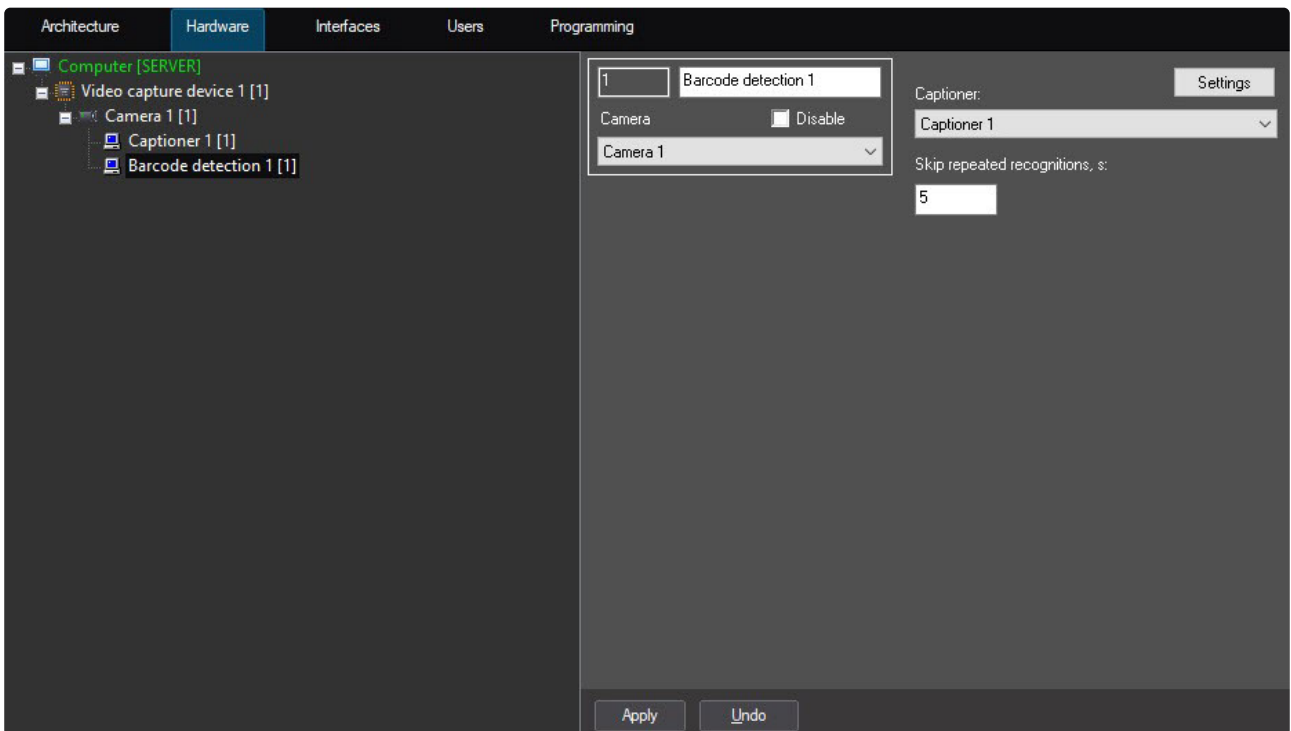 Architecture Hardware Interfaces Users Programming
Computer [SERVER]
Video capture device 1 [1]
Camera 1 [1]
Captioner 1 [1]
Barcode detection 1 [1]
1 Barcode detection 1
Camera Disable
Camera 1
Settings
Captioner:
Captioner 1
Skip repeated recognitions, s:
5
Apply Undo